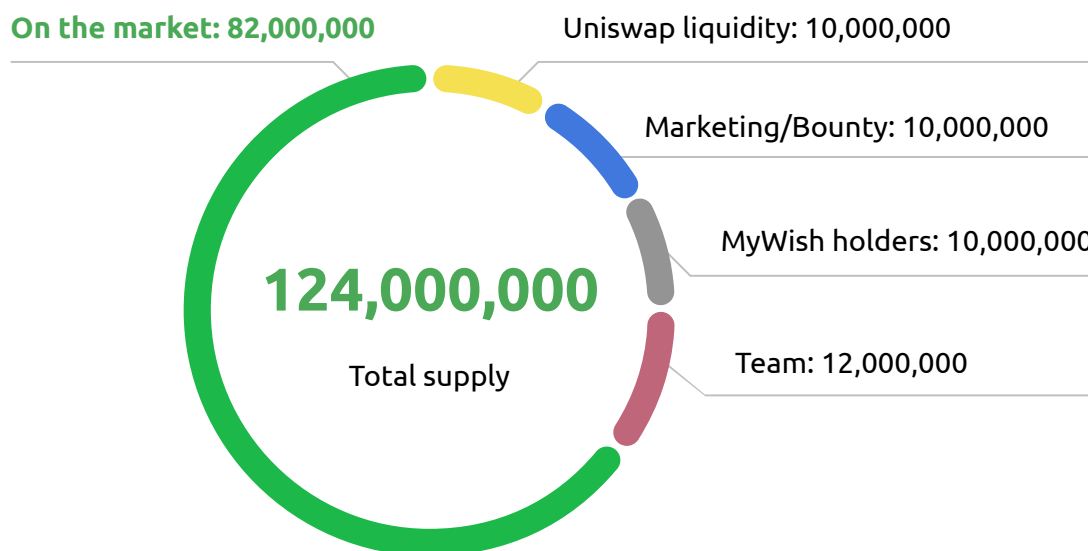 On the market: 82,000,000
Uniswap liquidity: 10,000,000
Marketing/Bounty: 10,000,000
MyWish holders: 10,000,000
124,000,000
Team: 12,000,000
Total supply